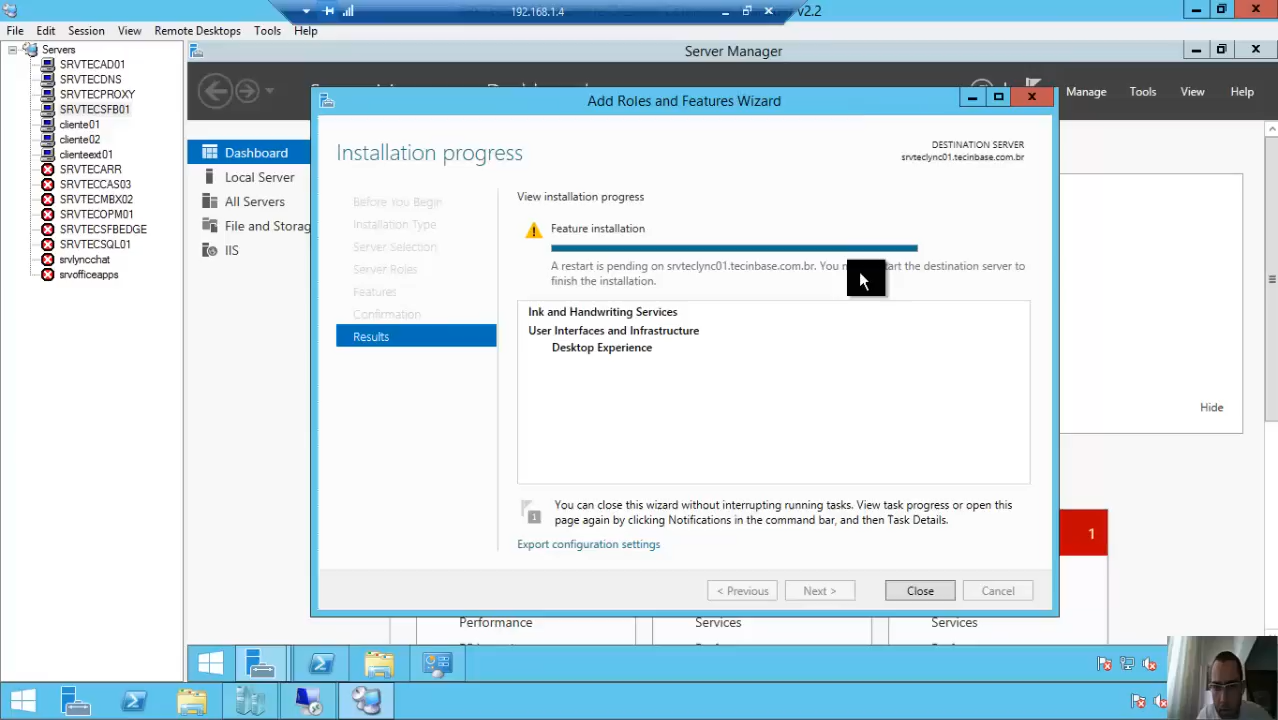 192.168.1.4
v2.2
File Edit Session View Remote Desktops Tools Help
Servers
SRVTECAD01
SRVTECDNS
SRVTECPROXY
SRVTECSFB01
cliente01
cliente02
clienteext01
SRVTECARR
SRVTECCAS03
SRVTECMBX02
SRVTECOPM01
SRVTECSFBEDGE
SRVTECSQL01
srvlyncchat
srvofficeapps
Server Manager
Manage Tools View Help
Dashboard
Local Server
All Servers
File and Storag
IIS
Add Roles and Features Wizard
Installation progress
DESTINATION SERVER
srvteclync01.tecinbase.com.br
Before You Begin
Installation Type
Server Selection
Server Roles
Features
Confirmation
Results
View installation progress
Feature installation
A restart is pending on srvteclync01.tecinbase.com.br. You the destination server to
finish the installation.
Ink and Handwriting Services
User Interfaces and Infrastructure
Desktop Experience
1
You can close this wizard without interrupting running tasks. View task progress or open this
page again by clicking Notifications in the command bar, and then Task Details.
Export configuration settings
< Previous Next > Close Cancel
Hide
1
Performance Services Services